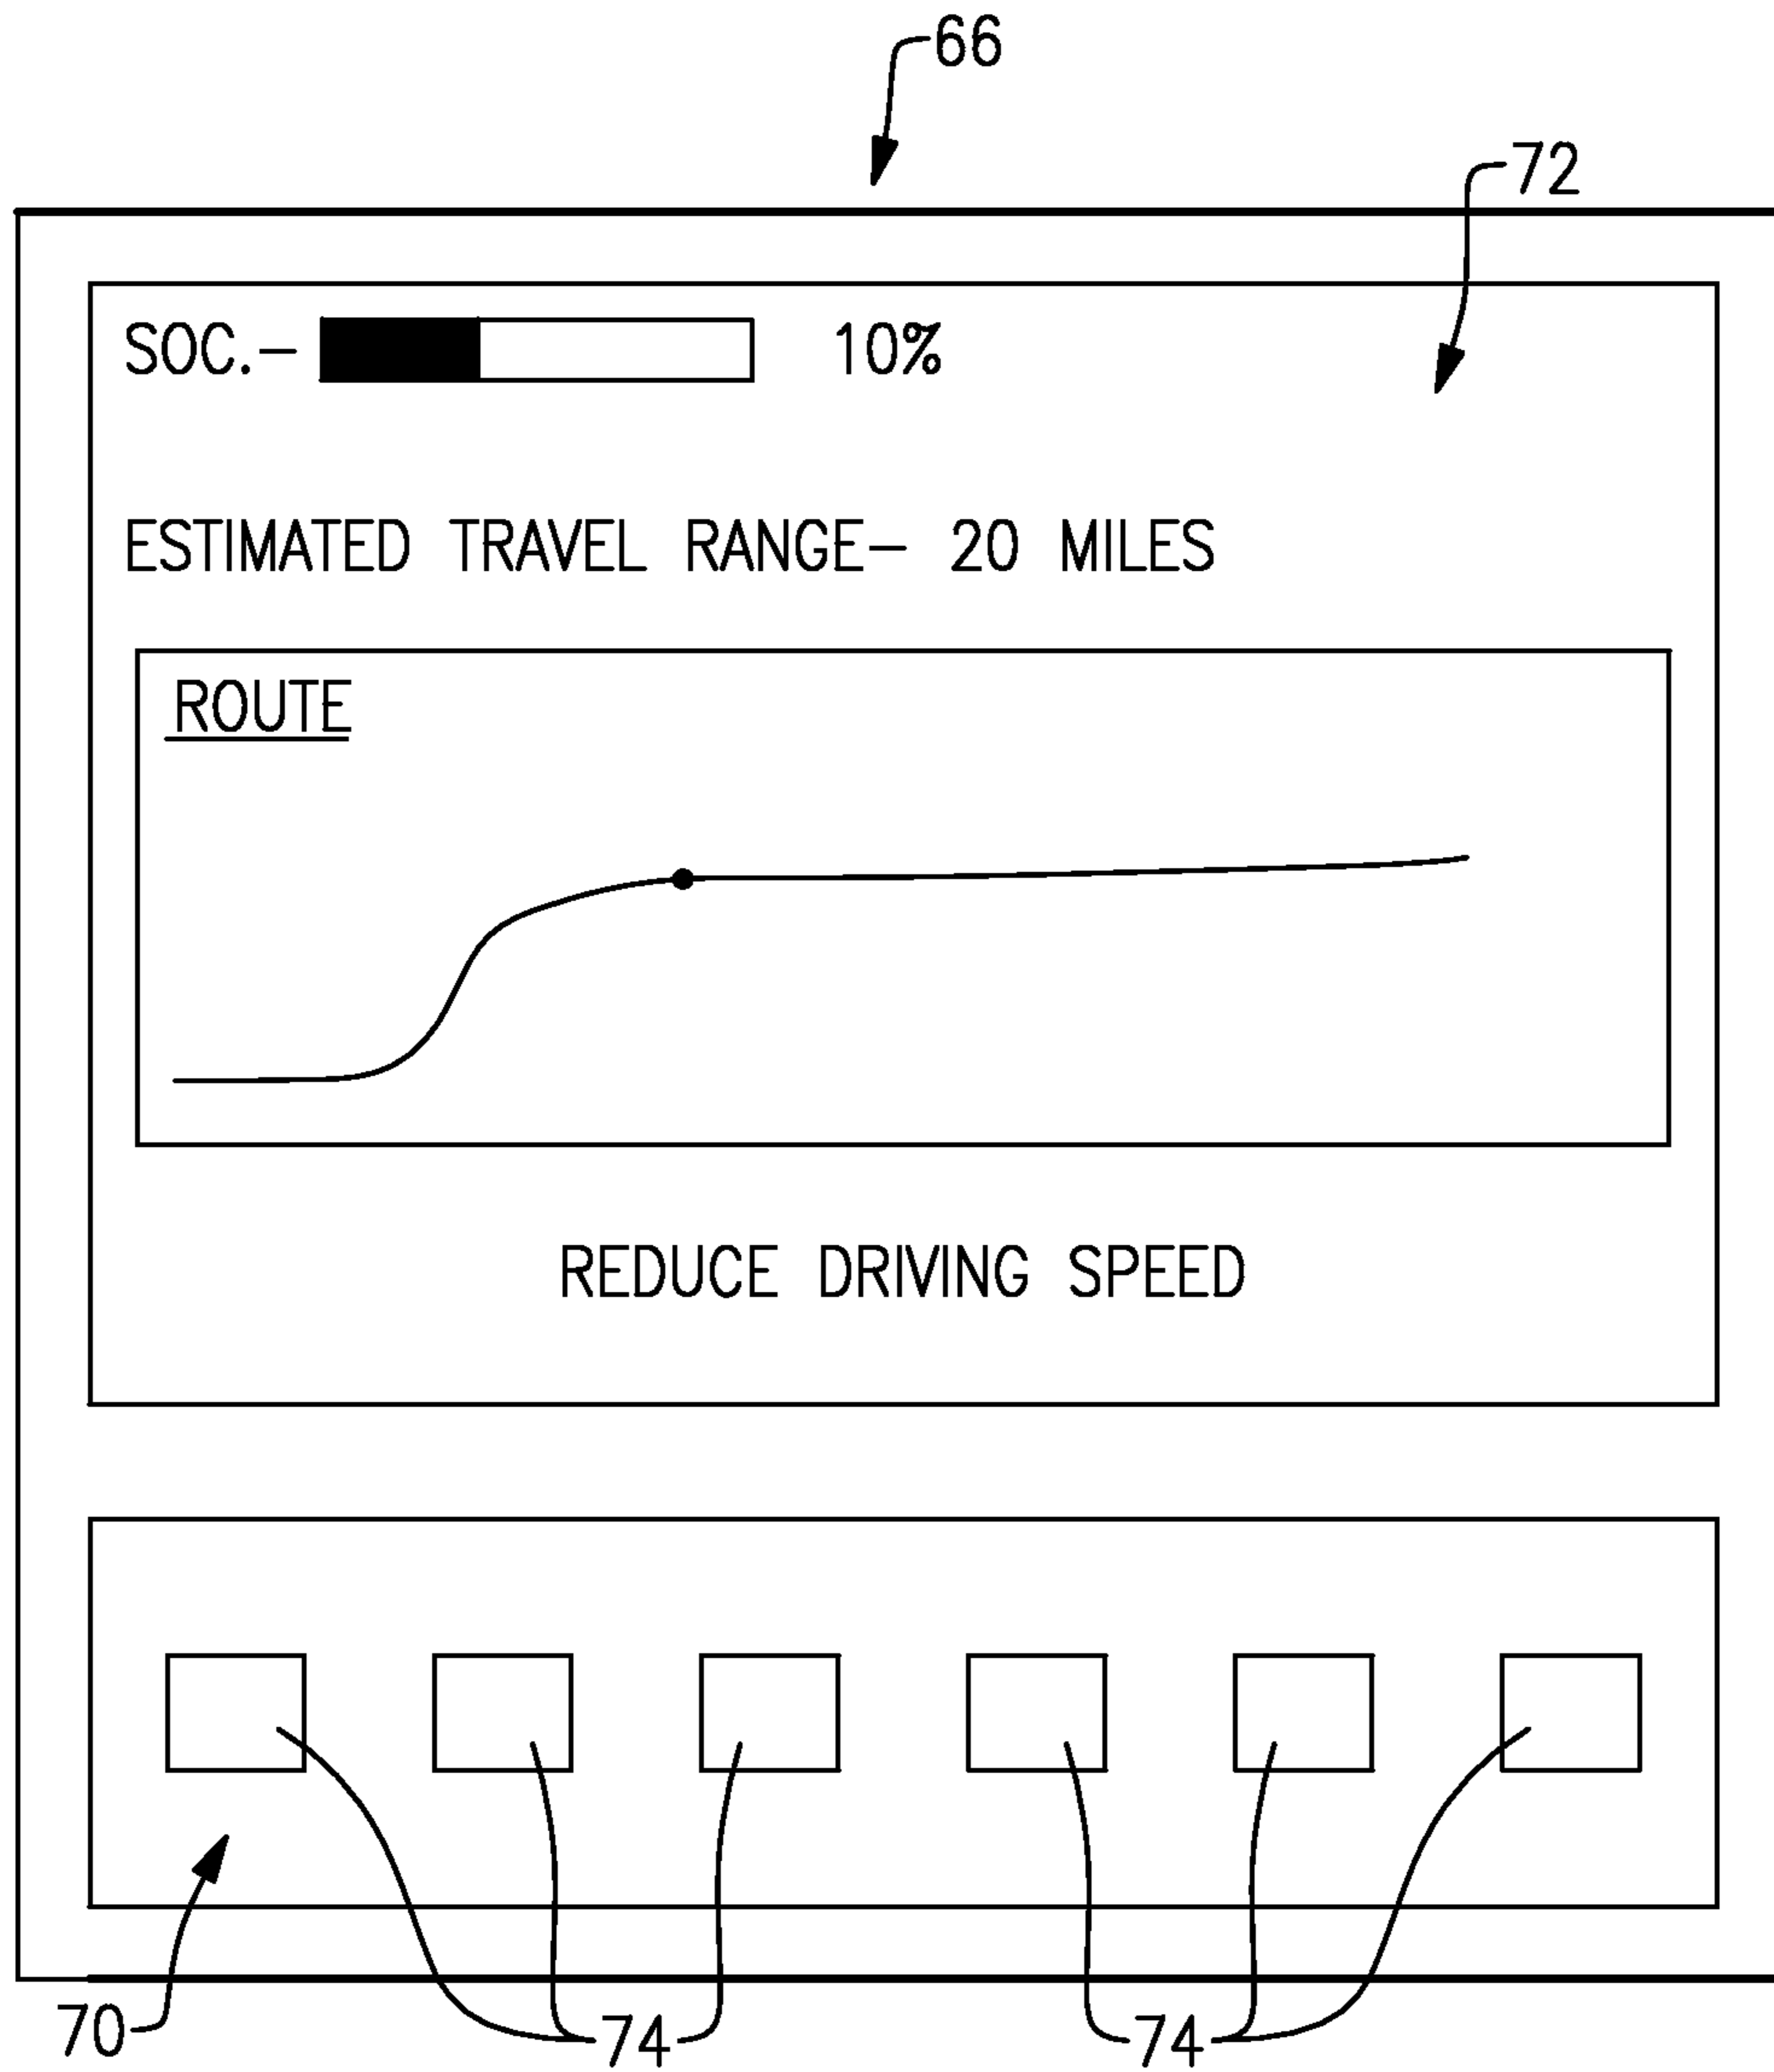 66
72
SOC.- 10%
ESTIMATED TRAVEL RANGE- 20 MILES
ROUTE
REDUCE DRIVING SPEED
70 74 74